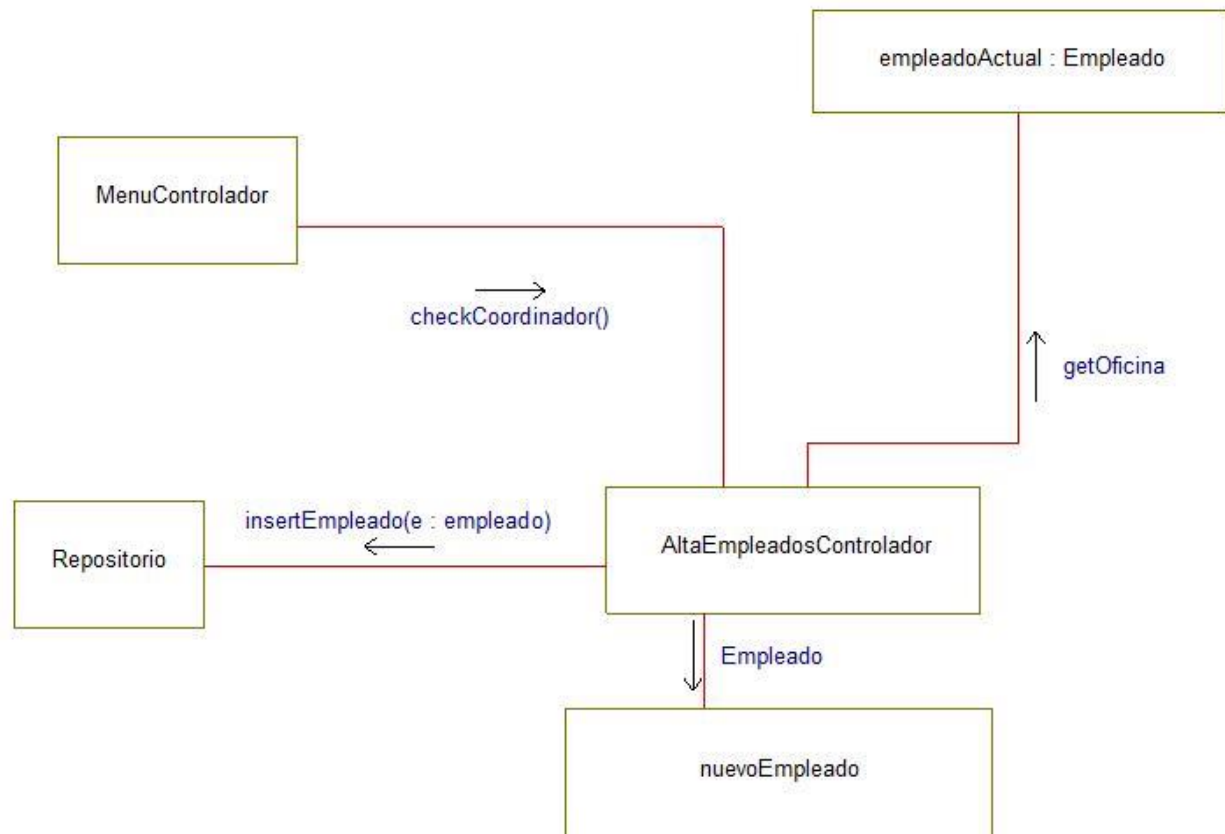 empleadoActual : Empleado
MenuControlador
checkCoordinador()
getOficina
insertEmpleado(e : empleado)
Repositorio
AltaEmpleadosControlador
Empleado
nuevoEmpleado